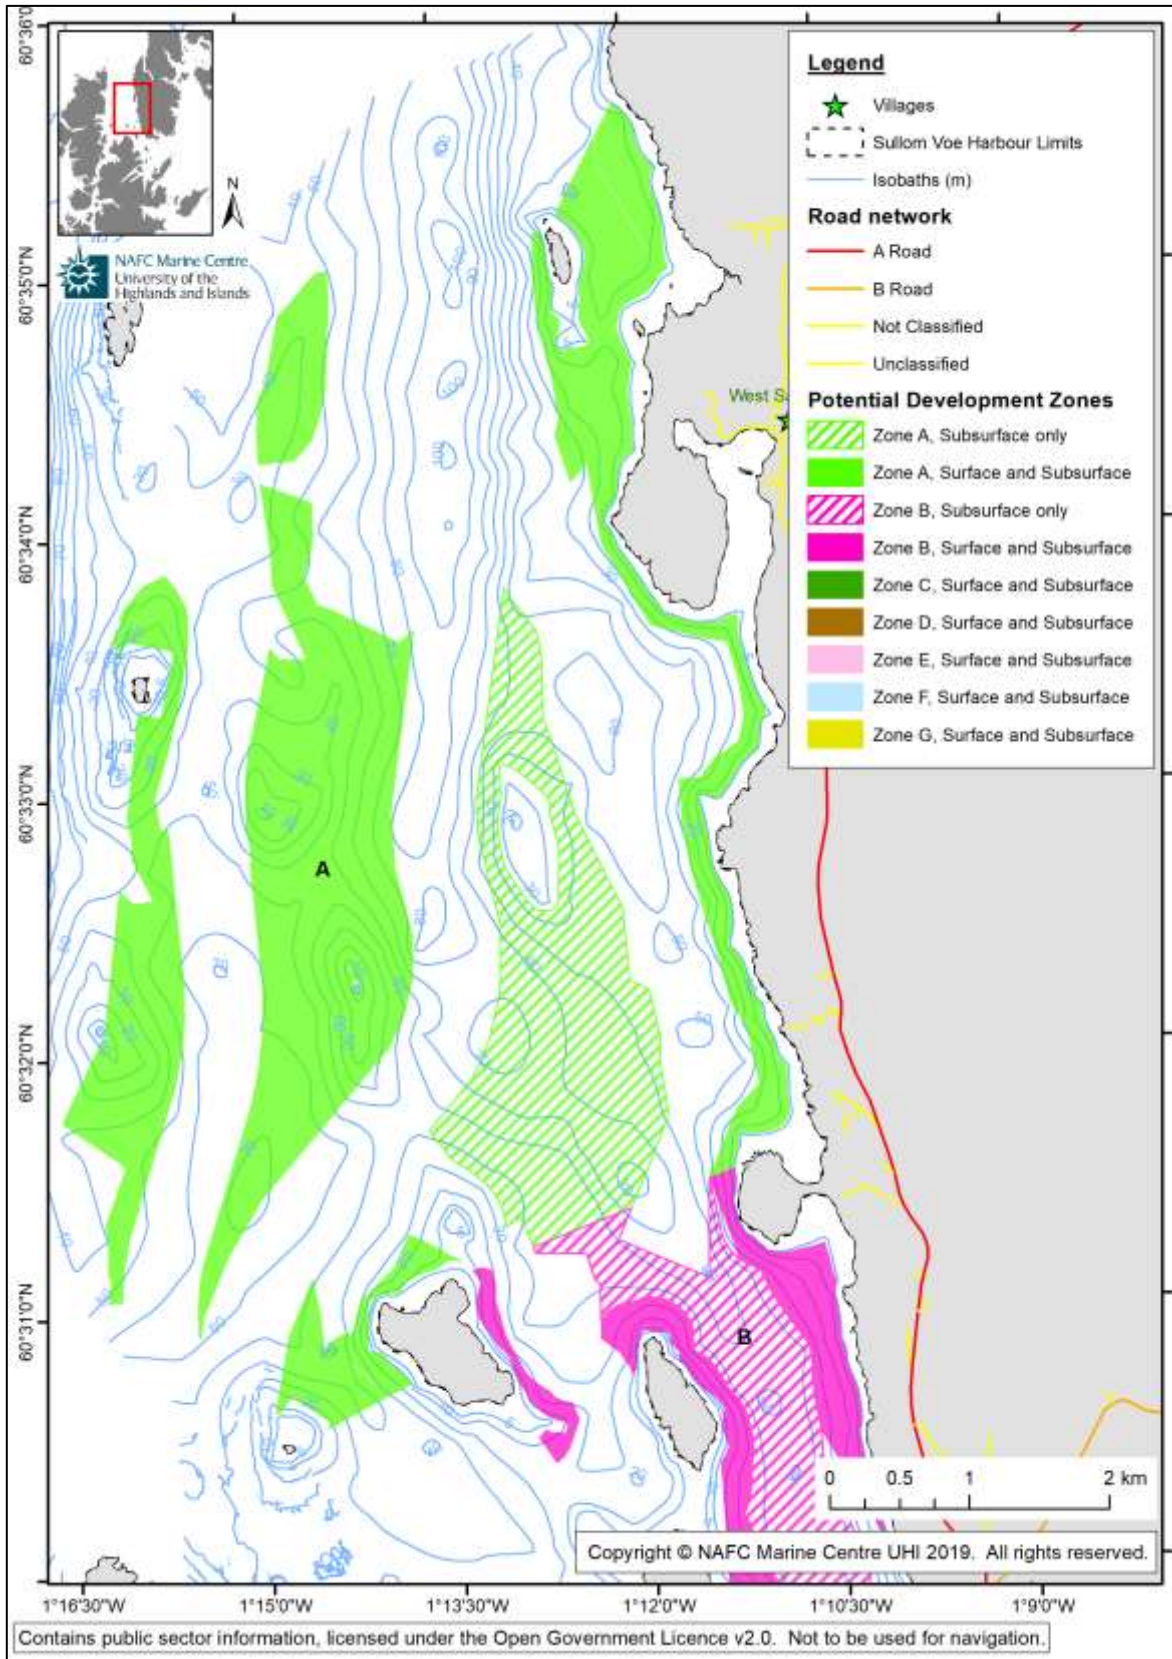 60°36'0"N
60°35'0"N
60°34'0"N
60°33'0"N
60°32'0"N
60°31'0"N
N
NAFC Marine Centre
University of the
Highlands and Islands
Legend
Villages
Sullom Voe Harbour Limits
Isobaths (m)
Road network
A Road
B Road
Not Classified
Unclassified
Potential Development Zones
Zone A, Subsurface only
Zone A, Surface and Subsurface
Zone B, Subsurface only
Zone B, Surface and Subsurface
Zone C, Surface and Subsurface
Zone D, Surface and Subsurface
Zone E, Surface and Subsurface
Zone F, Surface and Subsurface
Zone G, Surface and Subsurface
West
A
B
0 0.5 1 2 km
Copyright © NAFC Marine Centre UHI 2019. All rights reserved.
1°16'30"W 1°15'0"W 1°13'30"W 1°12'0"W 1°10'30"W 1°9'0"W
Contains public sector information, licensed under the Open Government Licence v2.0. Not to be used for navigation.